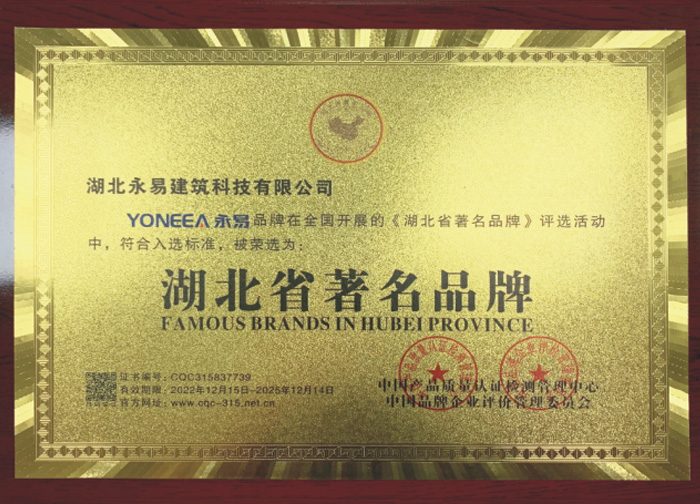 湖北永易建筑科技有限公司
YONEEA 永易品牌在全国开展的《湖北省著名品牌》评选活动
中，符合入选标准，被荣选为：
湖北省著名品牌
FAMOUS BRANDS IN HUBEI PROVINCE
证书编号：CQC315837739
有效期限：2022年12月15日-2025年12月14日
官方网址：www.cqc-315.net.cn
中国产品质量认证检测管理中心
中国品牌企业评价管理委员会